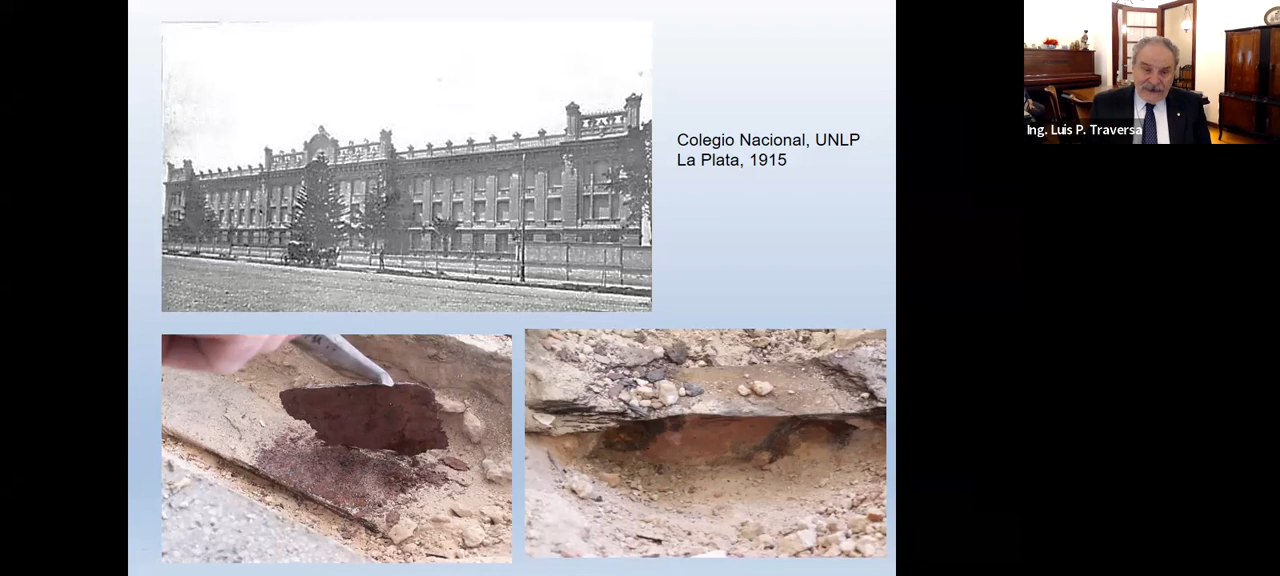 Colegio Nacional, UNLP
La Plata, 1915
Ing. Luis P. Traversa